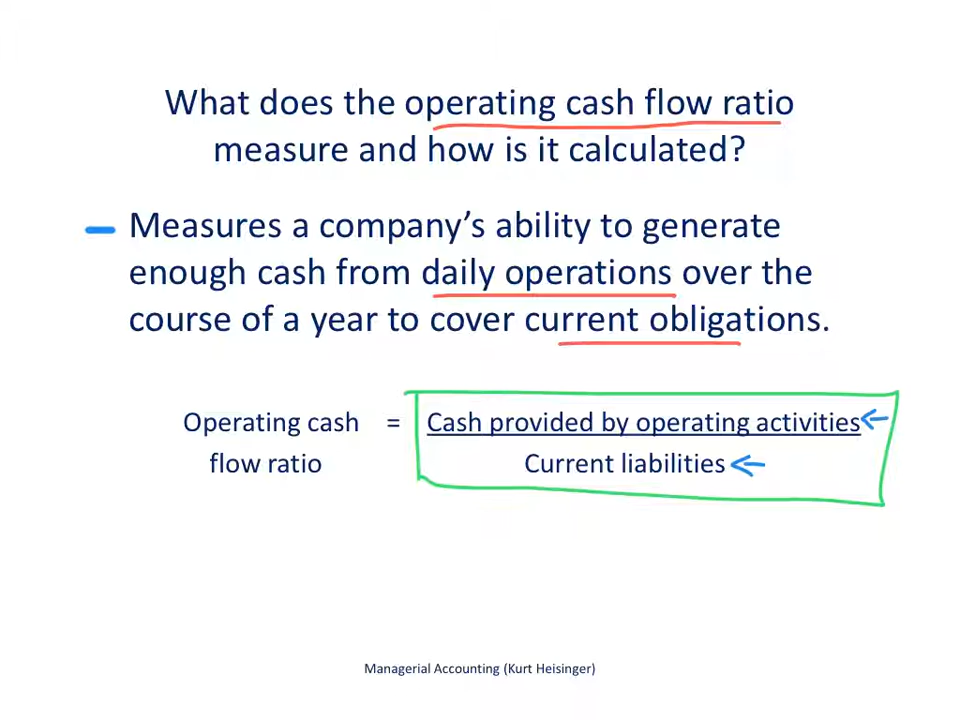 What does the operating cash flow ratio
measure and how is it calculated?
Measures a company's ability to generate
enough cash from daily operations over the
course of a year to cover current obligations.
Operating cash = Cash provided by operating activities
flow ratio Current liabilities
Managerial Accounting (Kurt Heisinger)